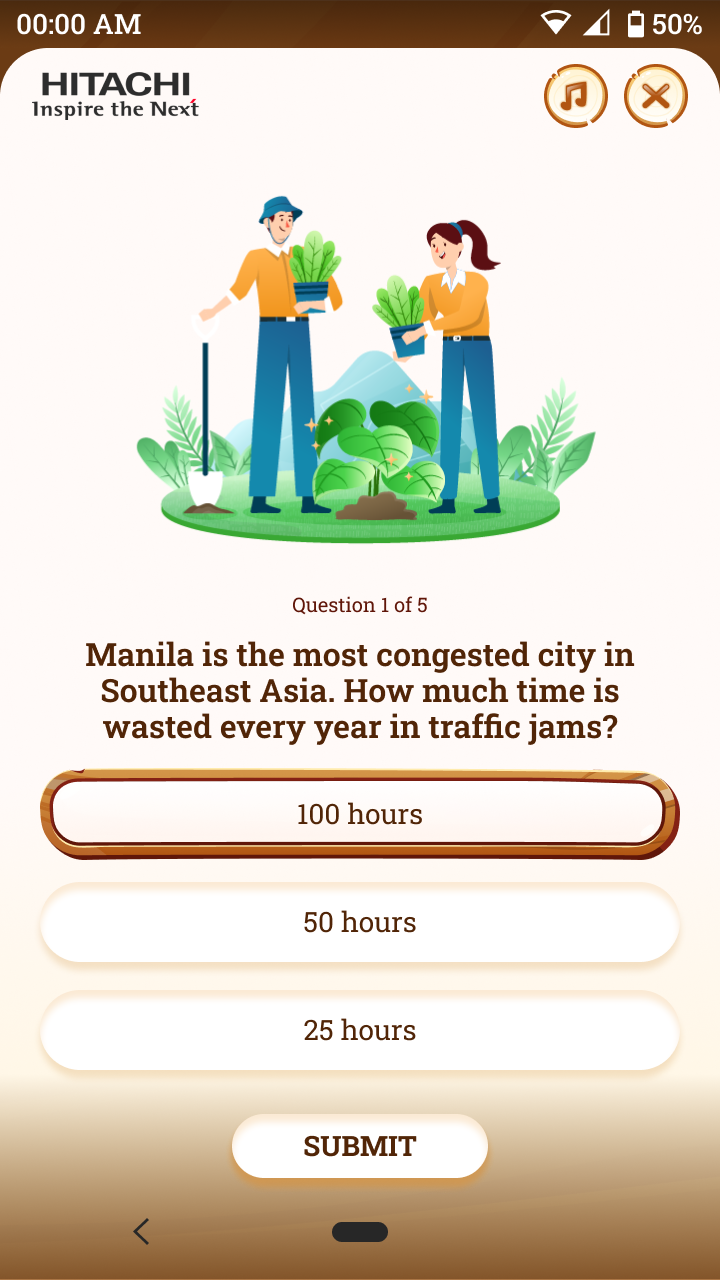 00:00 AM
50%
HITACHI
Inspire the Next
Question 1 of 5
Manila is the most congested city in
Southeast Asia. How much time is
wasted every year in traffic jams?
100 hours
50 hours
25 hours
SUBMIT